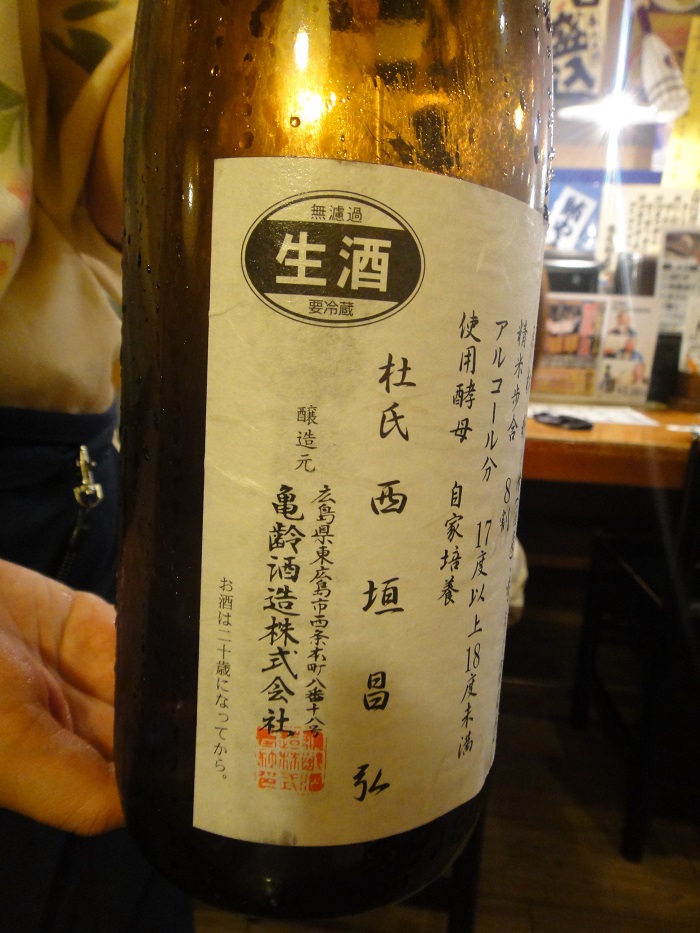 無濾過
生酒
要冷蔵
精米歩合 8割
アルコール分 17度以上18度未満
使用酵母 自家培養
杜氏 西垣昌弘
醸造元
広島県東広島市西条本町八番十八号
亀齢酒造株式会社
お酒は二十歳になってから。